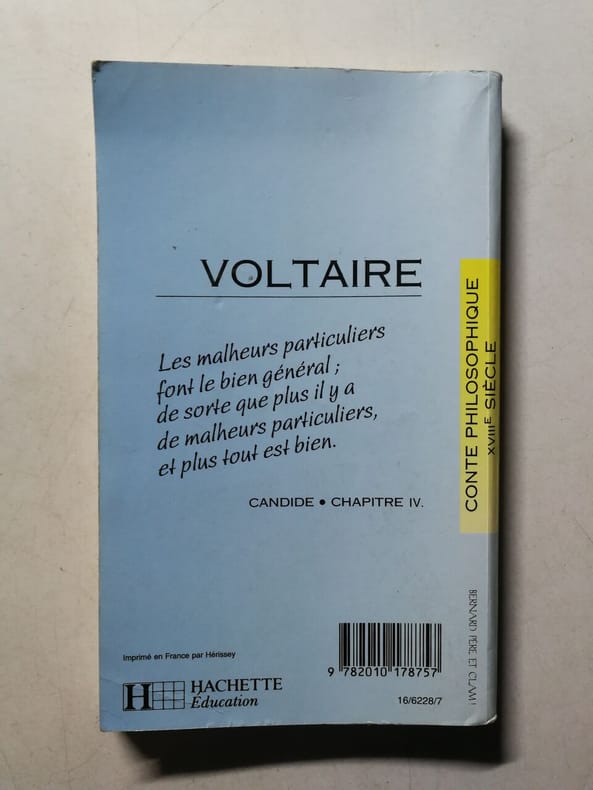 VOLTAIRE
Les malheurs particuliers
font le bien général ;
de sorte que plus il y a
de malheurs particuliers,
et plus tout est bien.
CANDIDE • CHAPITRE IV.
CONTE PHILOSOPHIQUE
XVIIIE SIÈCLE
BERNARD PÈRE ET CLAM !
Imprimé en France par Hérissey
H HACHETTE
Éducation
9 782010 178757
16/6228/7